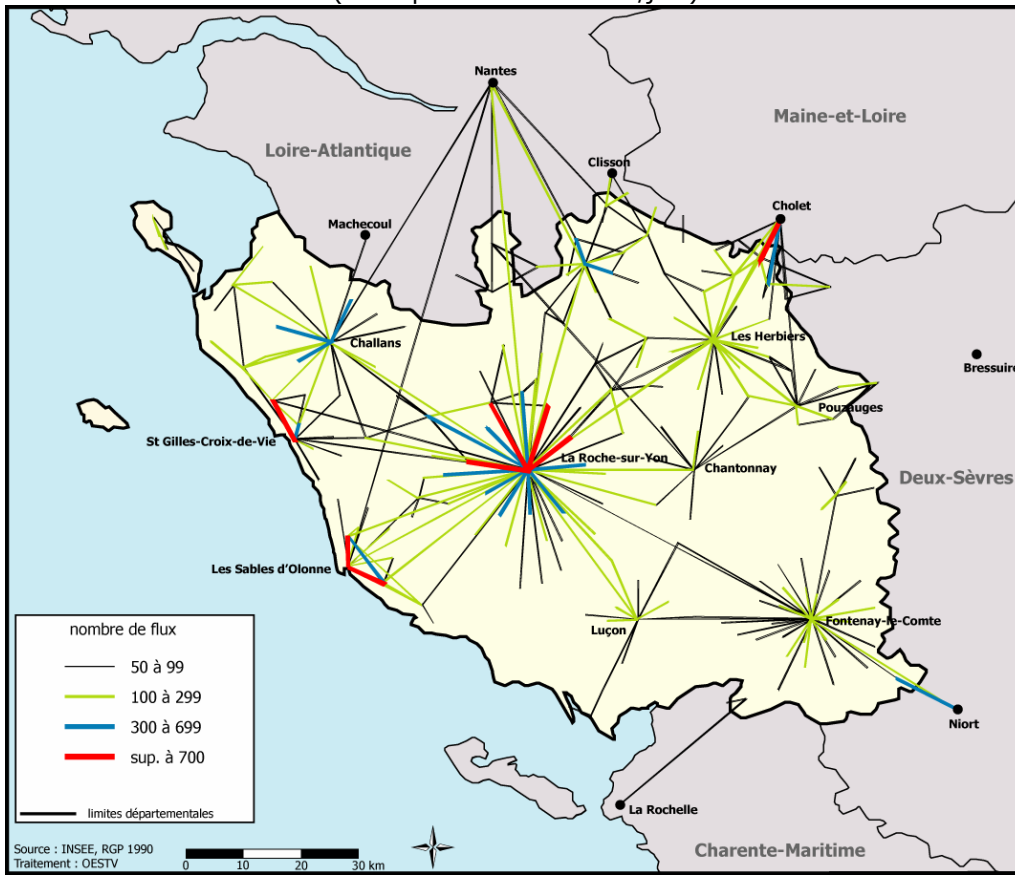 Nantes
Maine-et-Loire
Loire-Atlantique
Clisson
Cholet
Machecoul
Challans
Les Herbiers
Bressuire
Pouzauges
St Gilles-Croix-de-Vie
La Roche-sur-Yon
Chantonnay
Deux-Sèvres
Les Sables d'Olonne
Luçon
Fontenay-le-Comte
Niort
La Rochelle
Charente-Maritime
nombre de flux
50 à 99
100 à 299
300 à 699
sup. à 700
limites départementales
Source : INSEE, RGP 1990
Traitement : OESTV
0 10 20 30 km